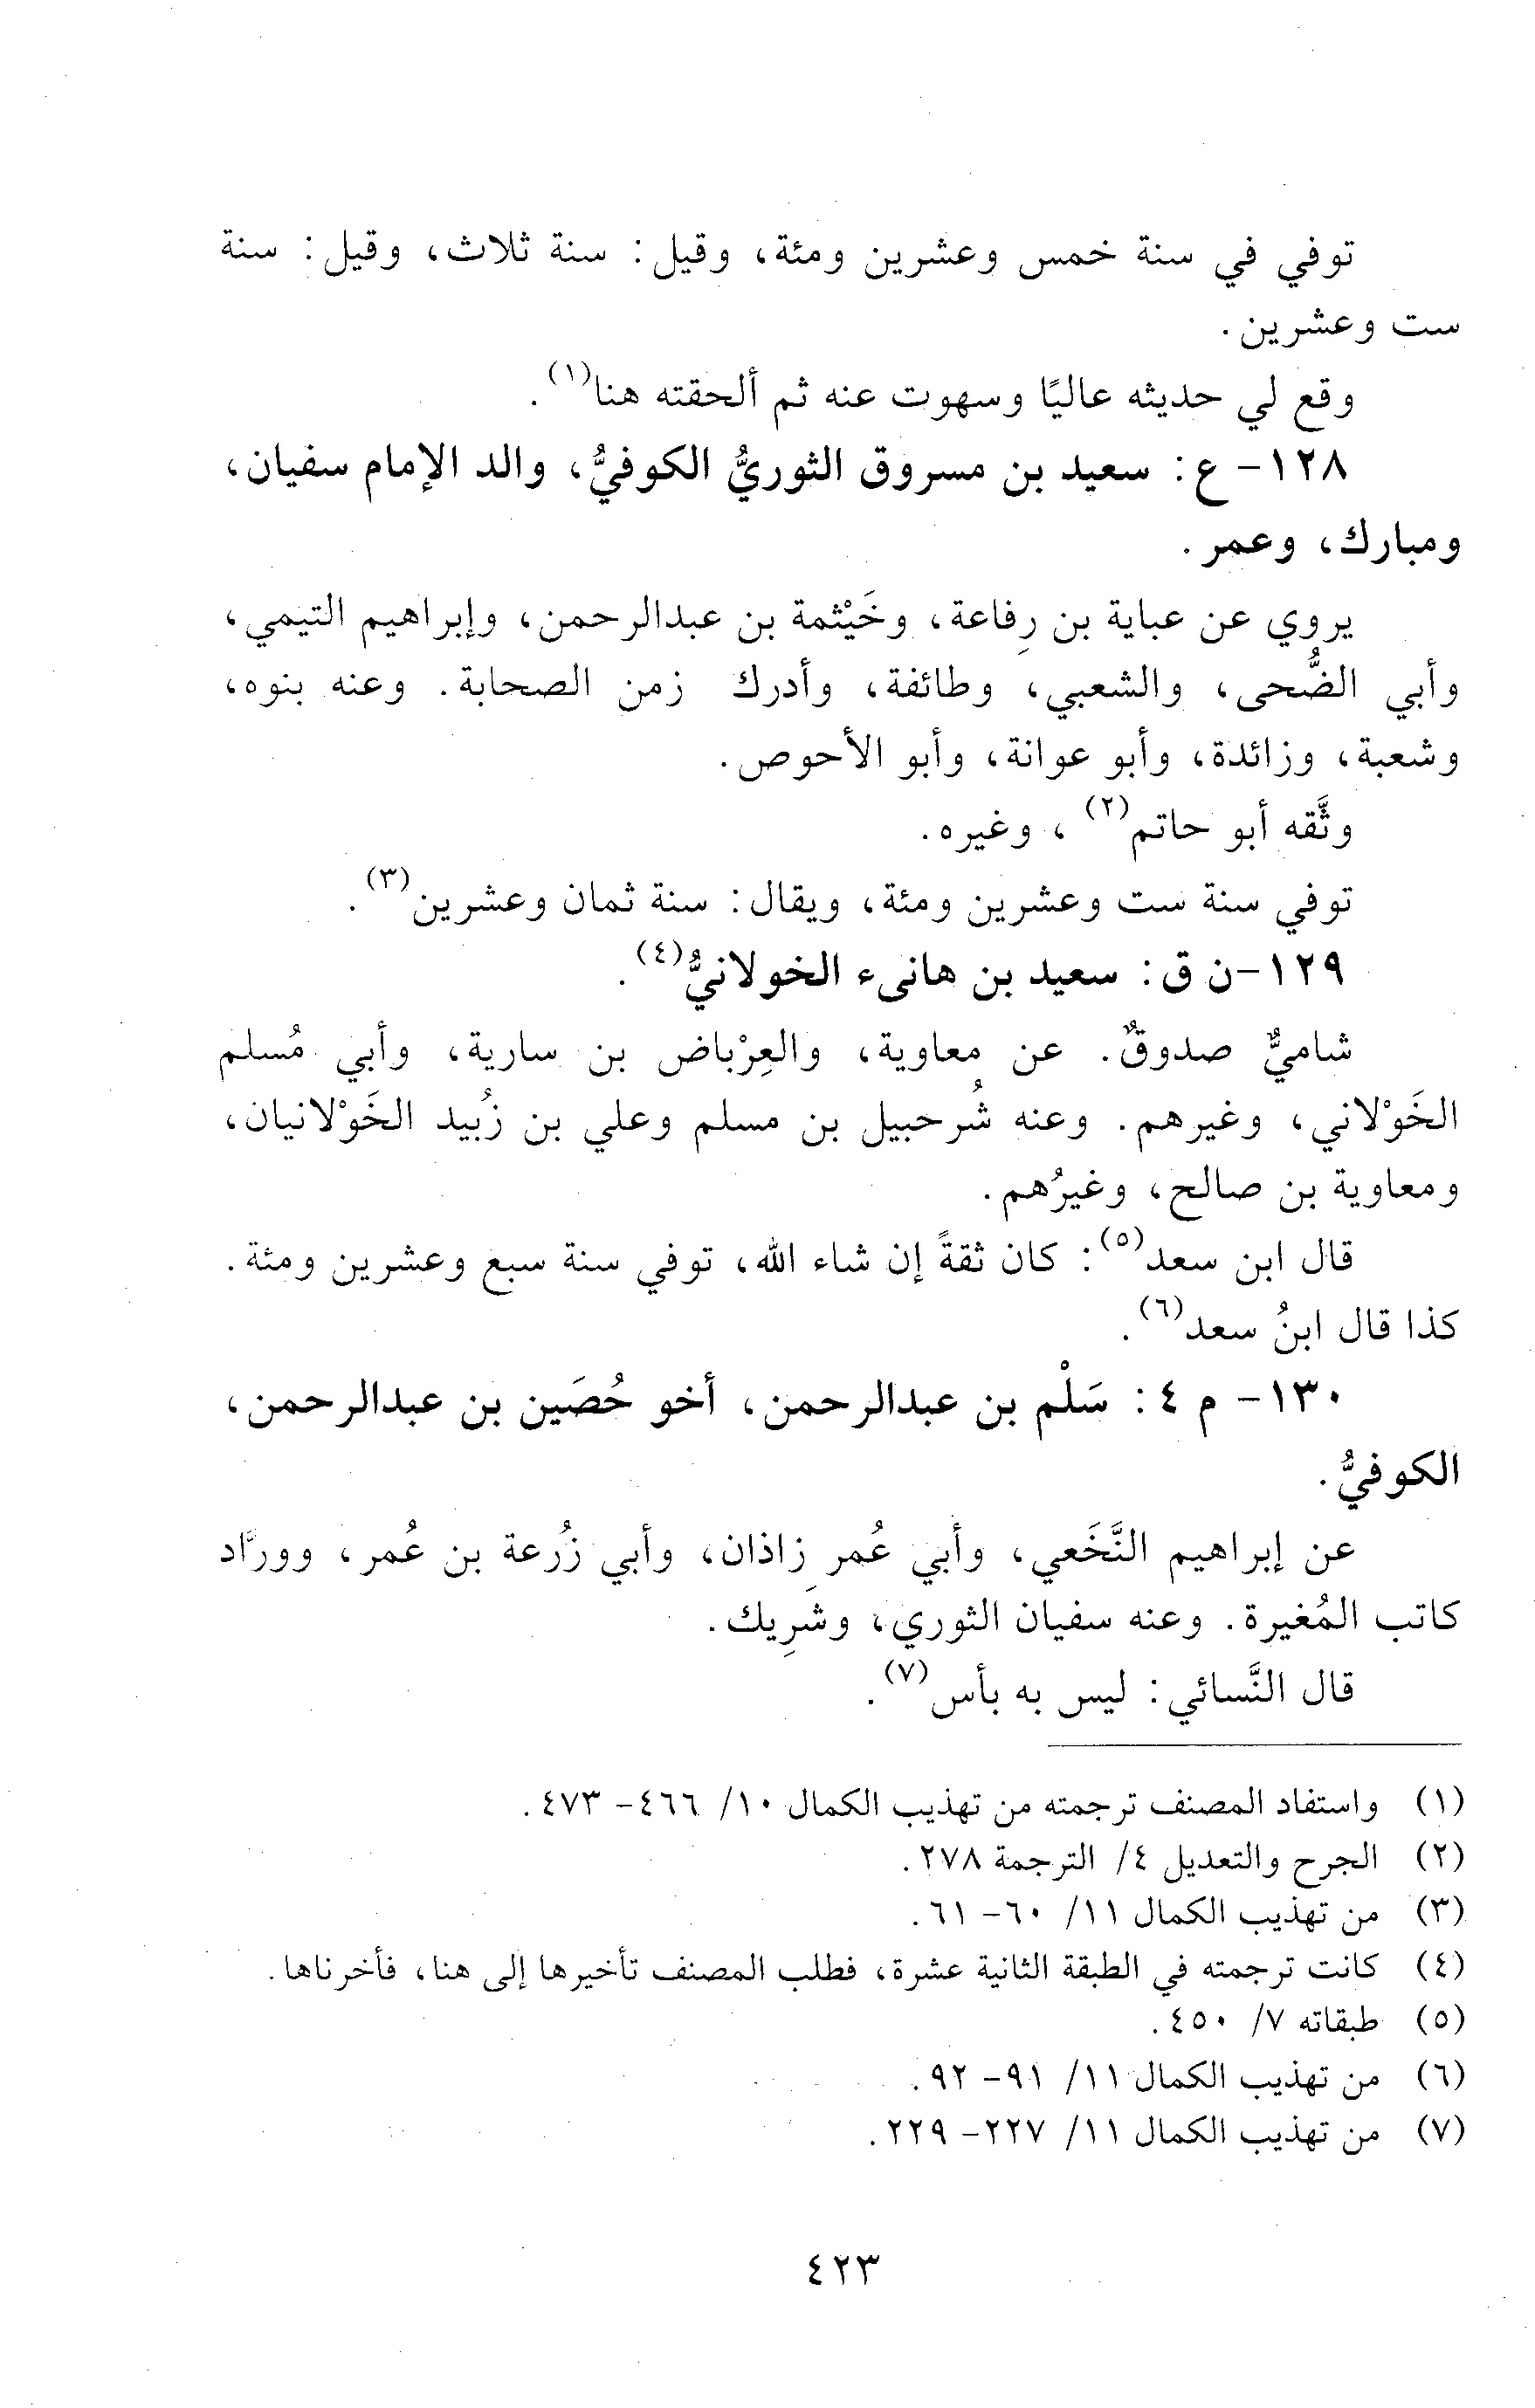 توفي في سنة خمس وعشرين ومئة، وقيل: سنة ثلاث، وقيل: سنة
ست وعشرين.
وقع لي حديثه عاليًا وسهوت عنه ثم ألحقته هنا(١).
١٢٨- ع: سعيد بن مسروق الثوريُّ الكوفيُّ، والد الإمام سفيان،
ومبارك، وعمر.
يروي عن عباية بن رِفاعة، وخَيْثمة بن عبدالرحمن، وإبراهيم التيمي،
وأبي الضُّحى، والشعبي، وطائفة، وأدرك زمن الصحابة. وعنه بنوه،
وشعبة، وزائدة، وأبو عوانة، وأبو الأحوص.
وثَّقه أبو حاتم(٢)، وغيره.
توفي سنة ست وعشرين ومئة، ويقال: سنة ثمان وعشرين(٣).
١٢٩-ن ق: سعيد بن هانىء الخولانيُّ(٤).
شاميٌّ صدوقٌ. عن معاوية، والعِرْباض بن سارية، وأبي مُسلم
الخَوْلاني، وغيرهم. وعنه شُرحبيل بن مسلم وعلي بن زُبيد الخَوْلانيان،
ومعاوية بن صالح، وغيرُهم.
قال ابن سعد(٥): كان ثقةً إن شاء الله، توفي سنة سبع وعشرين ومئة.
كذا قال ابنُ سعد(٦).
١٣٠- م ٤: سَلْم بن عبدالرحمن، أخو حُصَين بن عبدالرحمن،
الكوفيُّ.
عن إبراهيم النَّخَعي، وأبي عُمر زاذان، وأبي زُرعة بن عُمر، وورَّاد
كاتب المُغيرة. وعنه سفيان الثوري، وشَرِيك.
قال النَّسائي: ليس به بأس(٧).
(١) واستفاد المصنف ترجمته من تهذيب الكمال ١٠/ ٤٦٦- ٤٧٣.
(٢) الجرح والتعديل ٤/ الترجمة ٢٧٨.
(٣) من تهذيب الكمال ١١/ ٦٠- ٦١.
(٤) كانت ترجمته في الطبقة الثانية عشرة، فطلب المصنف تأخيرها إلى هنا، فأخرناها.
(٥) طبقاته ٧/ ٤٥٠.
(٦) من تهذيب الكمال ١١/ ٩١- ٩٢.
(٧) من تهذيب الكمال ١١/ ٢٢٧- ٢٢٩.
٤٢٣